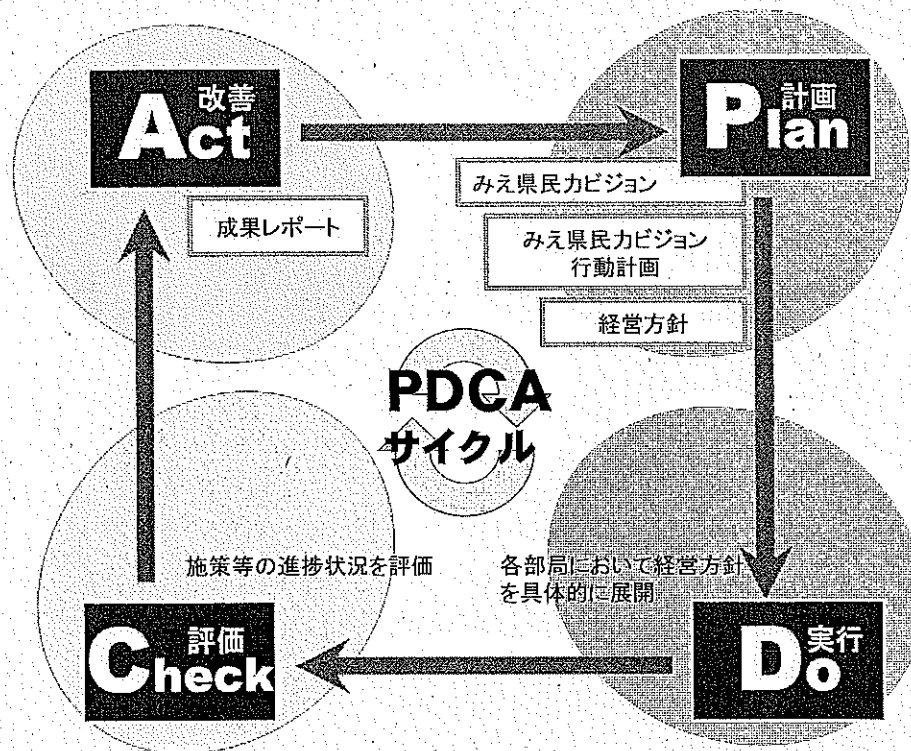 改善
Act
成果レポート
計画
Plan
みえ県民力ビジョン
みえ県民力ビジョン
行動計画
経営方針
PDCA
サイクル
施策等の進捗状況を評価
評価
Check
各部局において経営方針
を具体的に展開
実行
Do